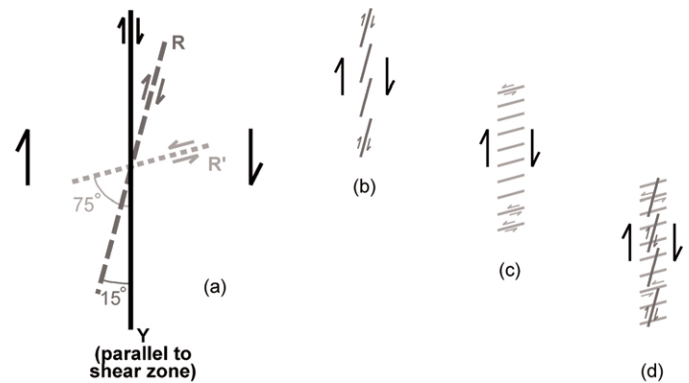 R
R'
75°
15°
(a)
Y
(parallel to
shear zone)
(b)
(c)
(d)